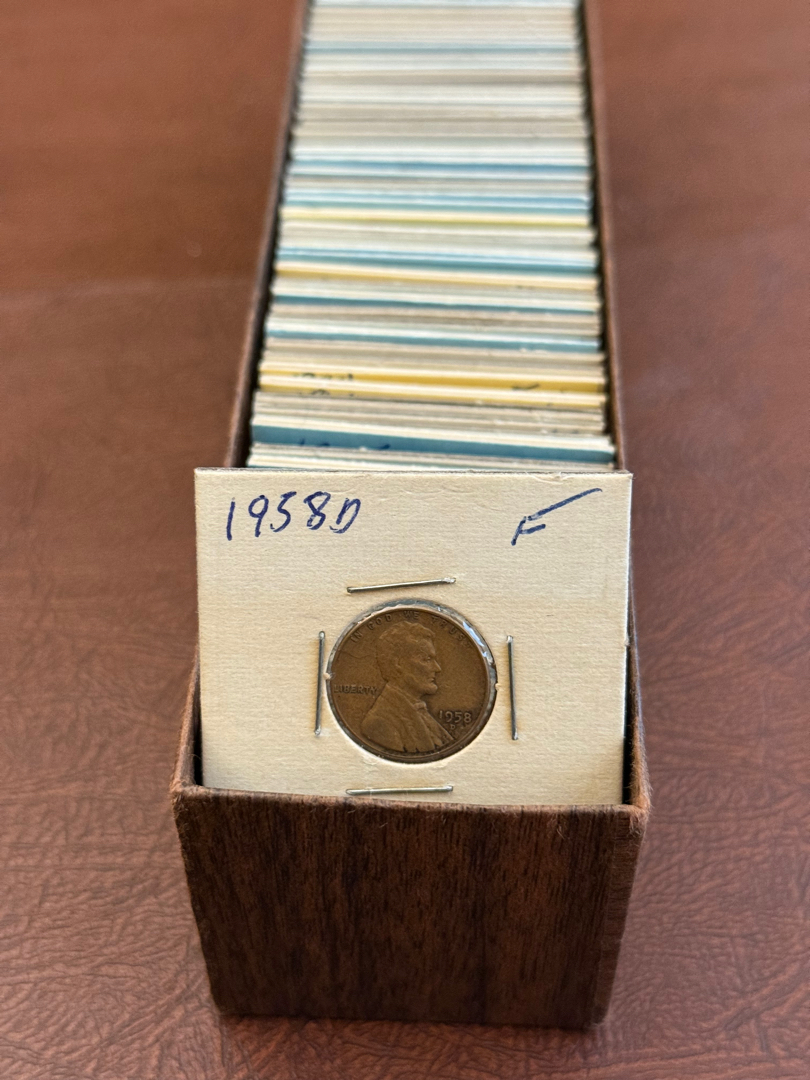 1958D F
IN GOD WE TRUST
LIBERTY
1958
D